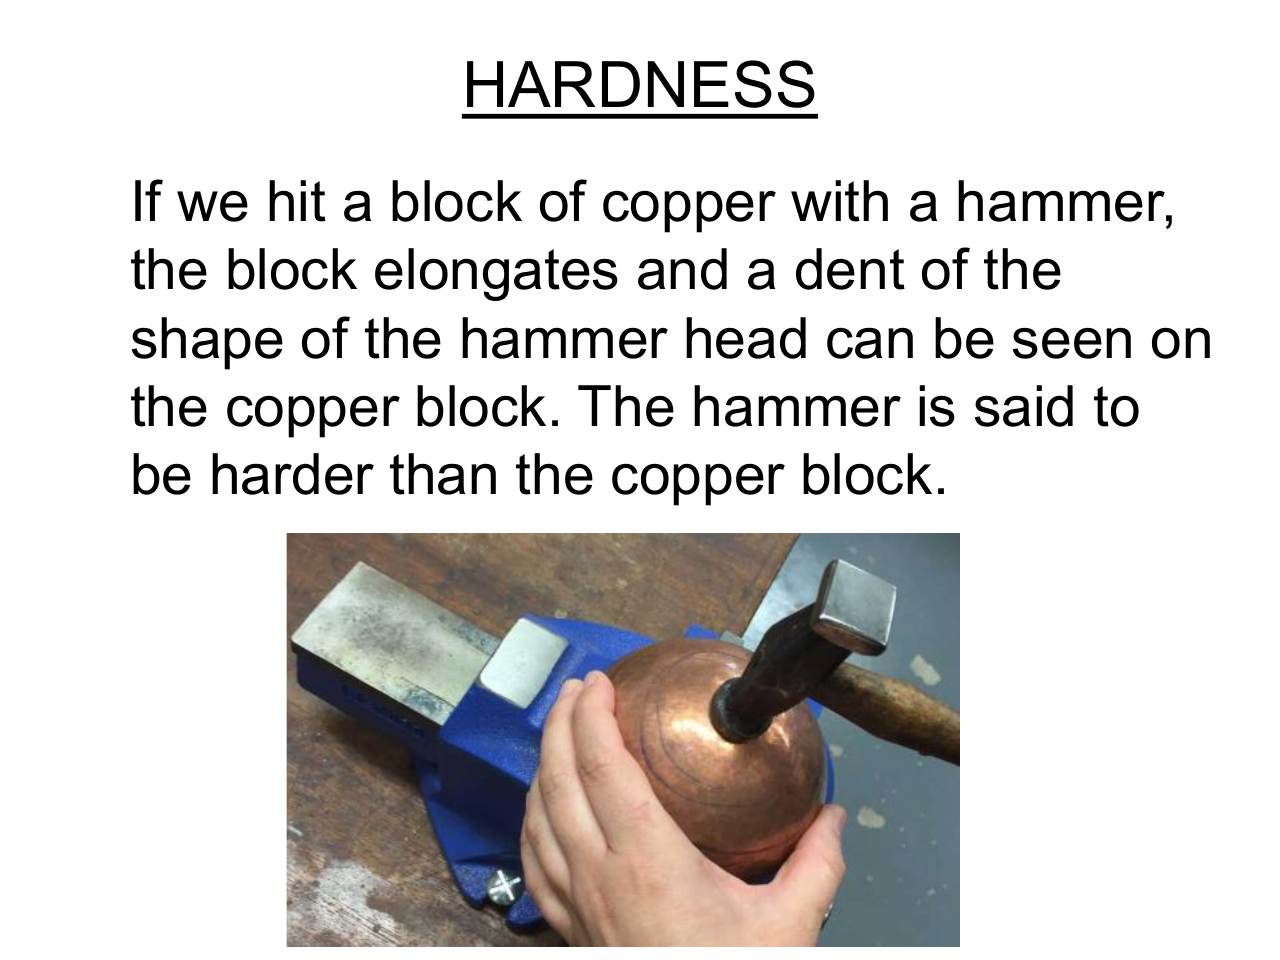 HARDNESS
If we hit a block of copper with a hammer,
the block elongates and a dent of the
shape of the hammer head can be seen on
the copper block. The hammer is said to
be harder than the copper block.